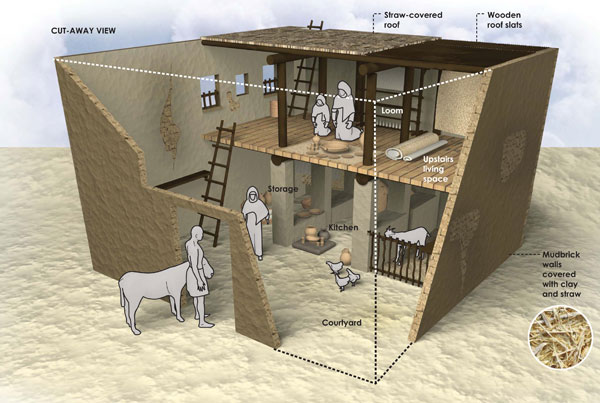 CUT-AWAY VIEW
Straw-covered
roof
Wooden
roof slats
Loom
Upstairs
living
space
Storage
Kitchen
Courtyard
Mudbrick
walls
covered
with clay
and straw